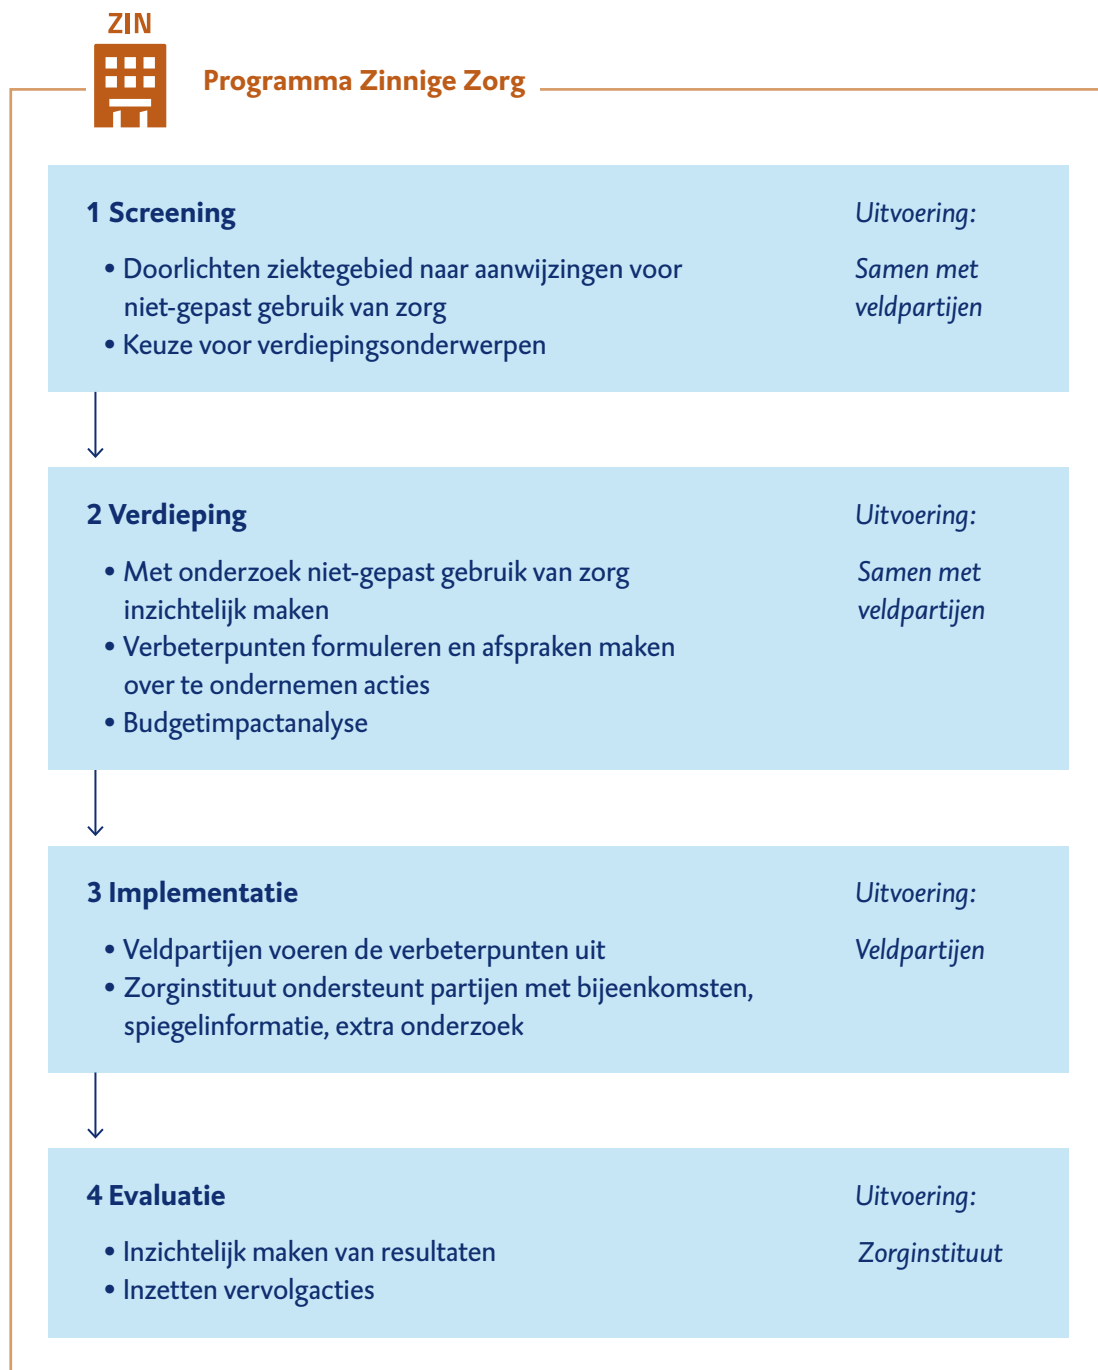 ZIN
Programma Zinnige Zorg
1 Screening
Uitvoering:
• Doorlichten ziektegebied naar aanwijzingen voor
niet-gepast gebruik van zorg
• Keuze voor verdiepingsonderwerpen
Samen met
veldpartijen
2 Verdieping
Uitvoering:
• Met onderzoek niet-gepast gebruik van zorg
inzichtelijk maken
• Verbeterpunten formuleren en afspraken maken
over te ondernemen acties
• Budgetimpactanalyse
Samen met
veldpartijen
3 Implementatie
Uitvoering:
• Veldpartijen voeren de verbeterpunten uit
• Zorginstituut ondersteunt partijen met bijeenkomsten,
spiegelinformatie, extra onderzoek
Veldpartijen
4 Evaluatie
Uitvoering:
• Inzichtelijk maken van resultaten
• Inzetten vervolgacties
Zorginstituut